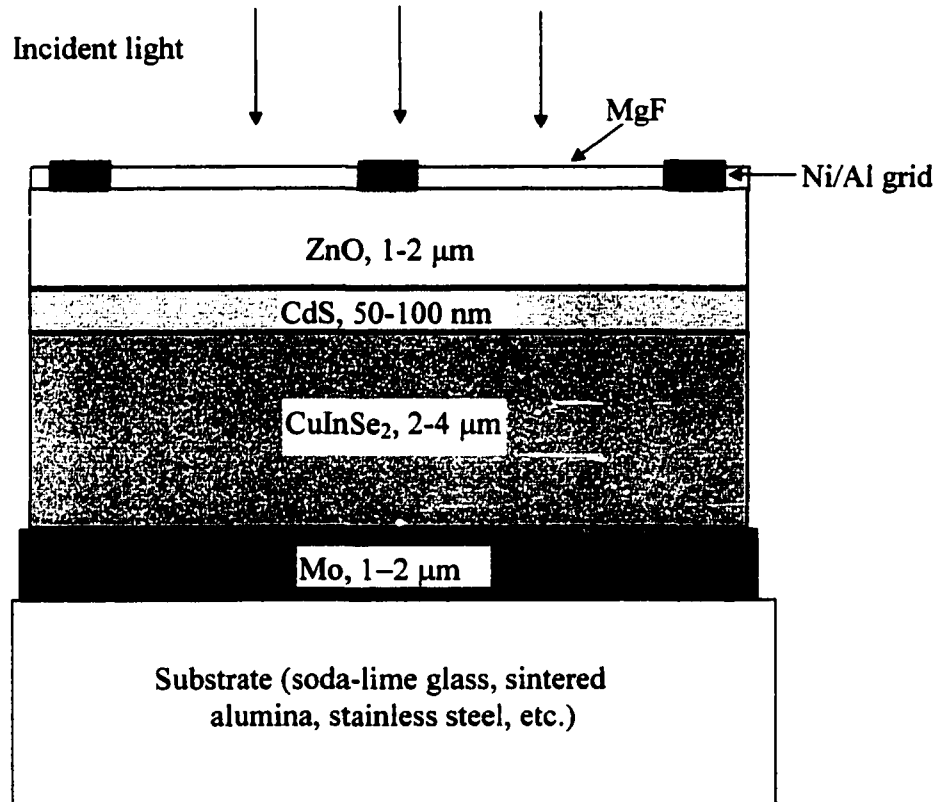 Incident light
MgF
Ni/Al grid
ZnO, 1-2 μm
CdS, 50-100 nm
CuInSe₂, 2-4 μm
Mo, 1–2 μm
Substrate (soda-lime glass, sintered
alumina, stainless steel, etc.)